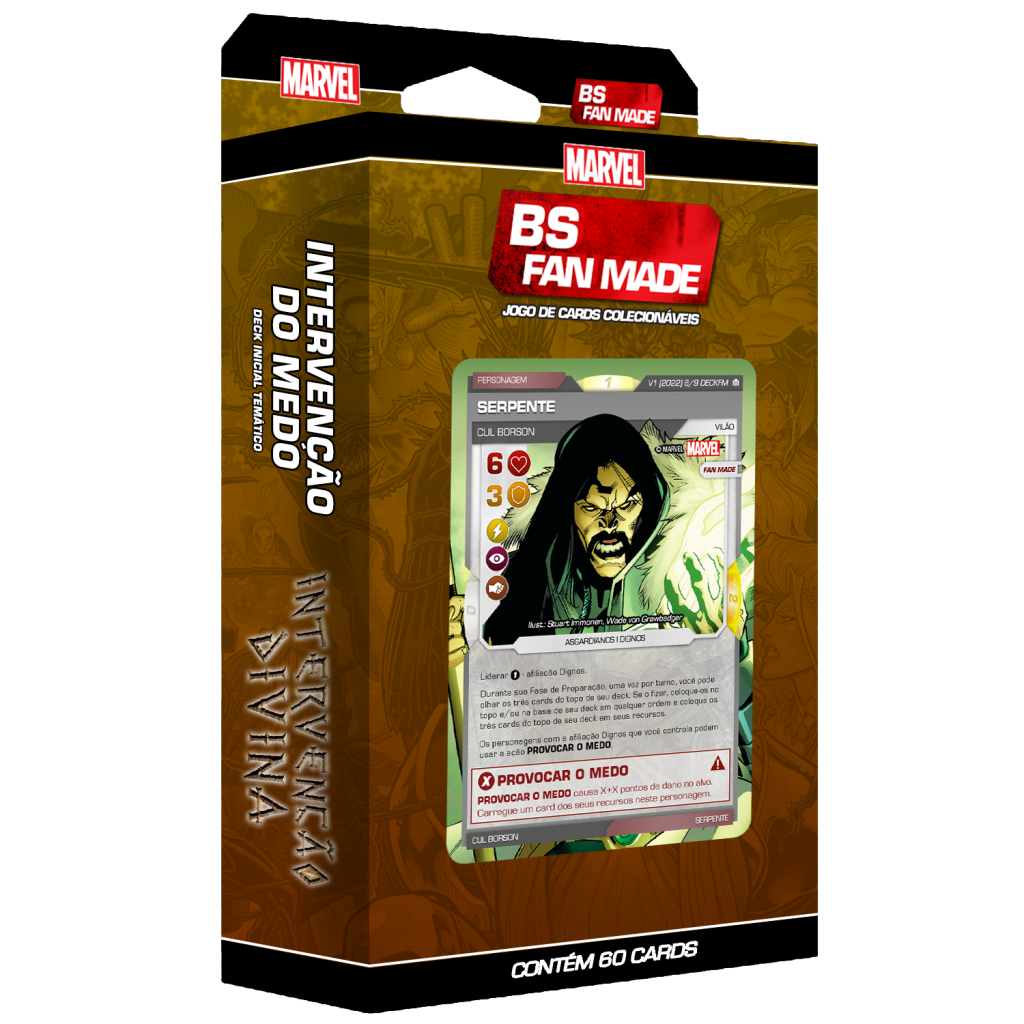 MARVEL
BS
FAN MADE
MARVEL
BS
FAN MADE
JOGO DE CARDS COLECIONÁVEIS
INTERVENÇÃO
DO MEDO
DECK INICIAL TEMÁTICO
INTERVENÇÃO
DIVINA
PERSONAGEM
1
V1 (2022) 8/9 DECKFM
SERPENTE
CUL BORSON
VILÃO
© MARVEL MARVEL
FAN MADE
6
3
0
2
Ilust.: Stuart Immonen, Wade von Grawbadger
ASGARDIANOS | DIGNOS
Liderar 1 - afiliação Dignos.
Durante sua Fase de Preparação, uma vez por turno, você pode
olhar os três cards do topo de seu deck. Se o fizer, coloque-os no
topo e/ou na base de seu deck em qualquer ordem e coloque os
três cards do topo de seu deck em seus recursos.
Os personagens com a afiliação Dignos que você controla podem
usar a ação PROVOCAR O MEDO.
X PROVOCAR O MEDO
PROVOCAR O MEDO causa X+X pontos de dano no alvo.
Carregue um card dos seus recursos neste personagem.
SERPENTE
CUL BORSON
CONTÉM 60 CARDS